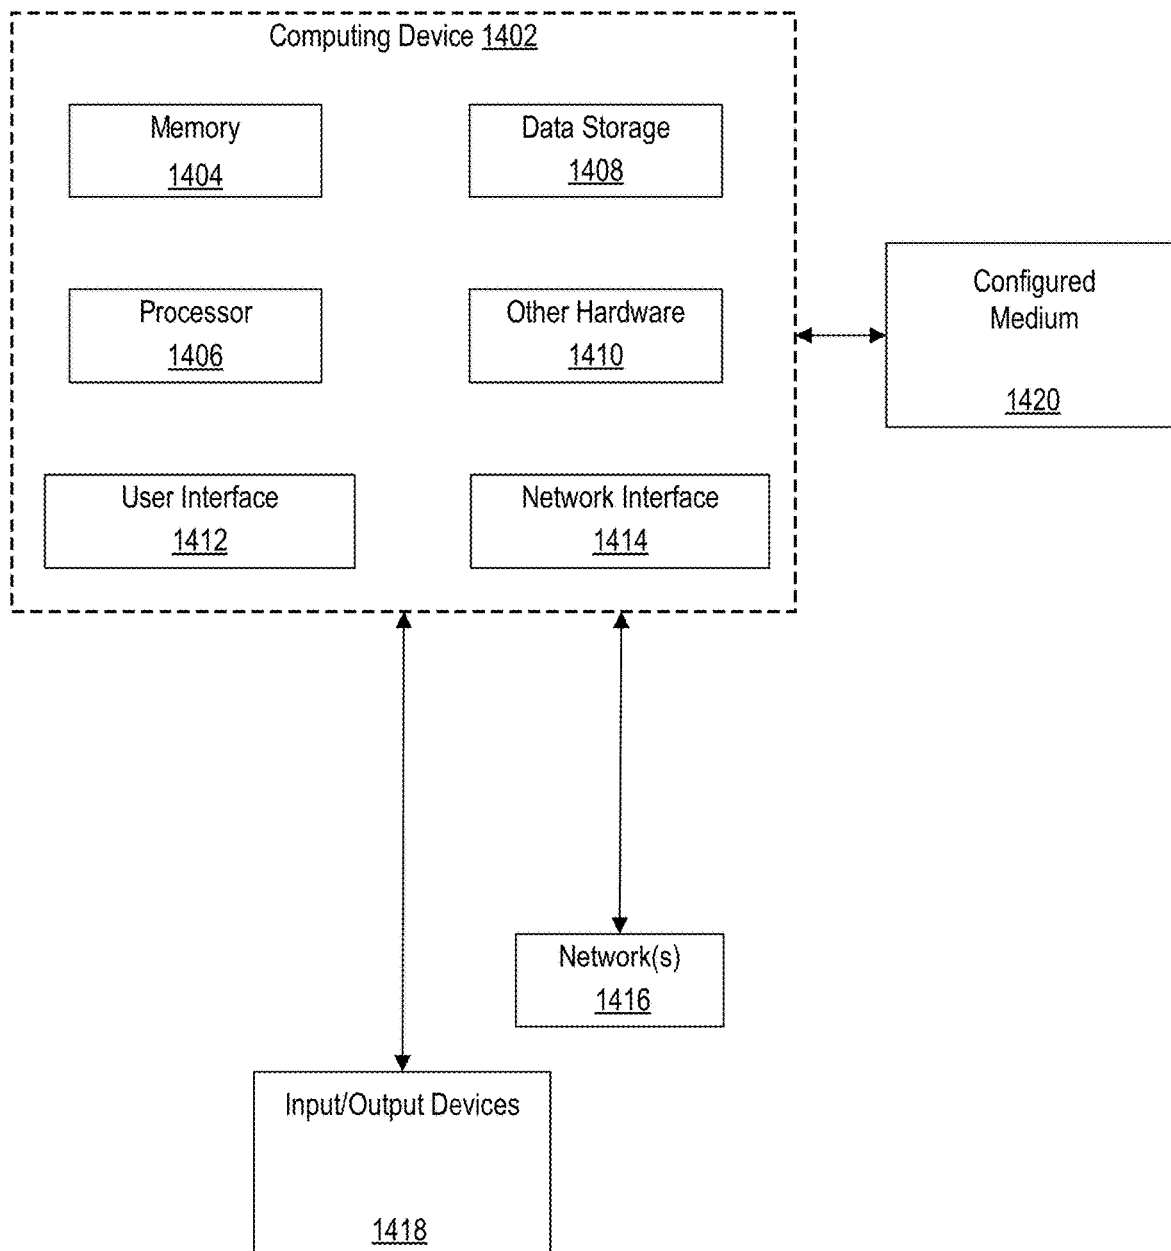 Computing Device 1402
Memory
1404
Data Storage
1408
Processor
1406
Other Hardware
1410
Configured
Medium
1420
User Interface
1412
Network Interface
1414
Network(s)
1416
Input/Output Devices
1418